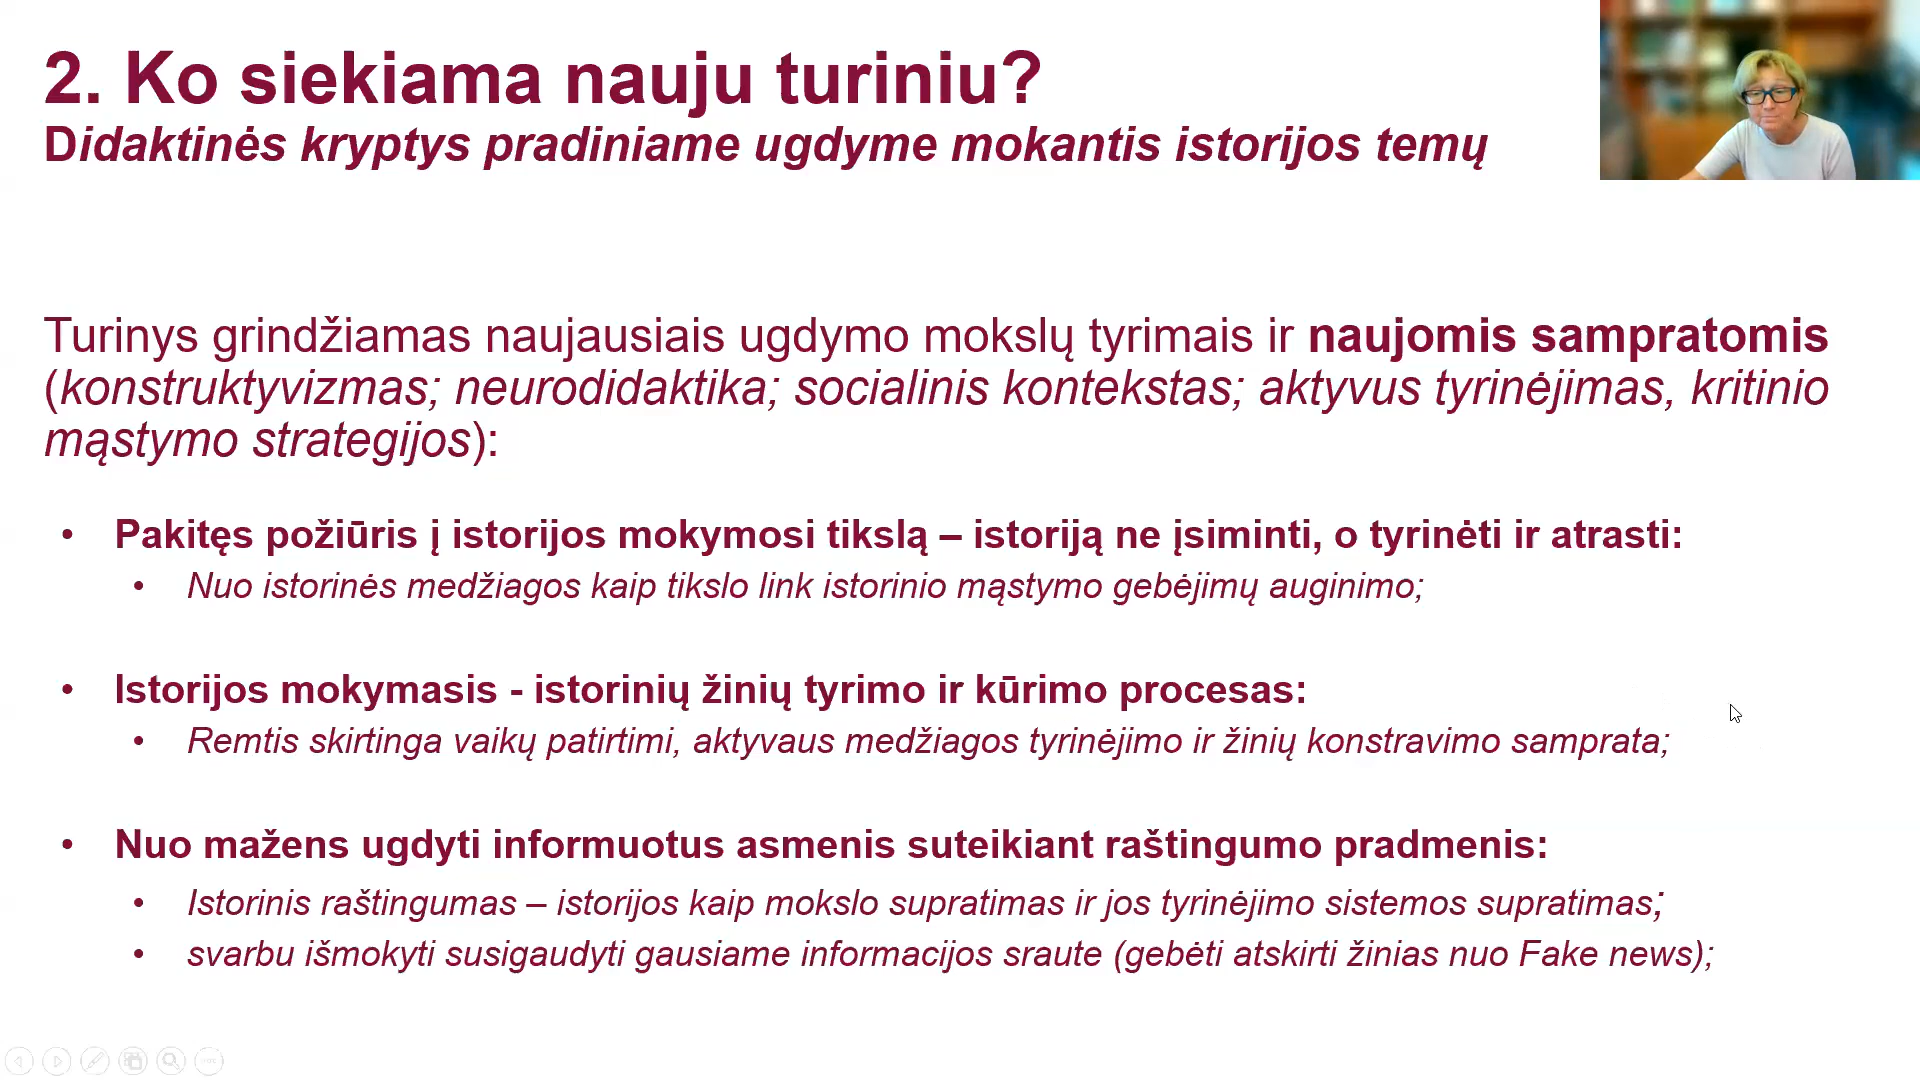 2. Ko siekiama nauju turiniu?
Didaktinės kryptys pradiniame ugdyme mokantis istorijos temų
Turinys grindžiamas naujausiais ugdymo mokslų tyrimais ir naujomis sampratomis
(konstruktyvizmas; neurodidaktika; socialinis kontekstas; aktyvus tyrinėjimas, kritinio
mąstymo strategijos):
• Pakitęs požiūris į istorijos mokymosi tikslą – istoriją ne įsiminti, o tyrinėti ir atrasti:
• Nuo istorinės medžiagos kaip tikslo link istorinio mąstymo gebėjimų auginimo;
• Istorijos mokymasis - istorinių žinių tyrimo ir kūrimo procesas:
• Remtis skirtinga vaikų patirtimi, aktyvaus medžiagos tyrinėjimo ir žinių konstravimo samprata;
• Nuo mažens ugdyti informuotus asmenis suteikiant raštingumo pradmenis:
• Istorinis raštingumas – istorijos kaip mokslo supratimas ir jos tyrinėjimo sistemos supratimas;
• svarbu išmokyti susigaudyti gausiame informacijos sraute (gebėti atskirti žinias nuo Fake news);